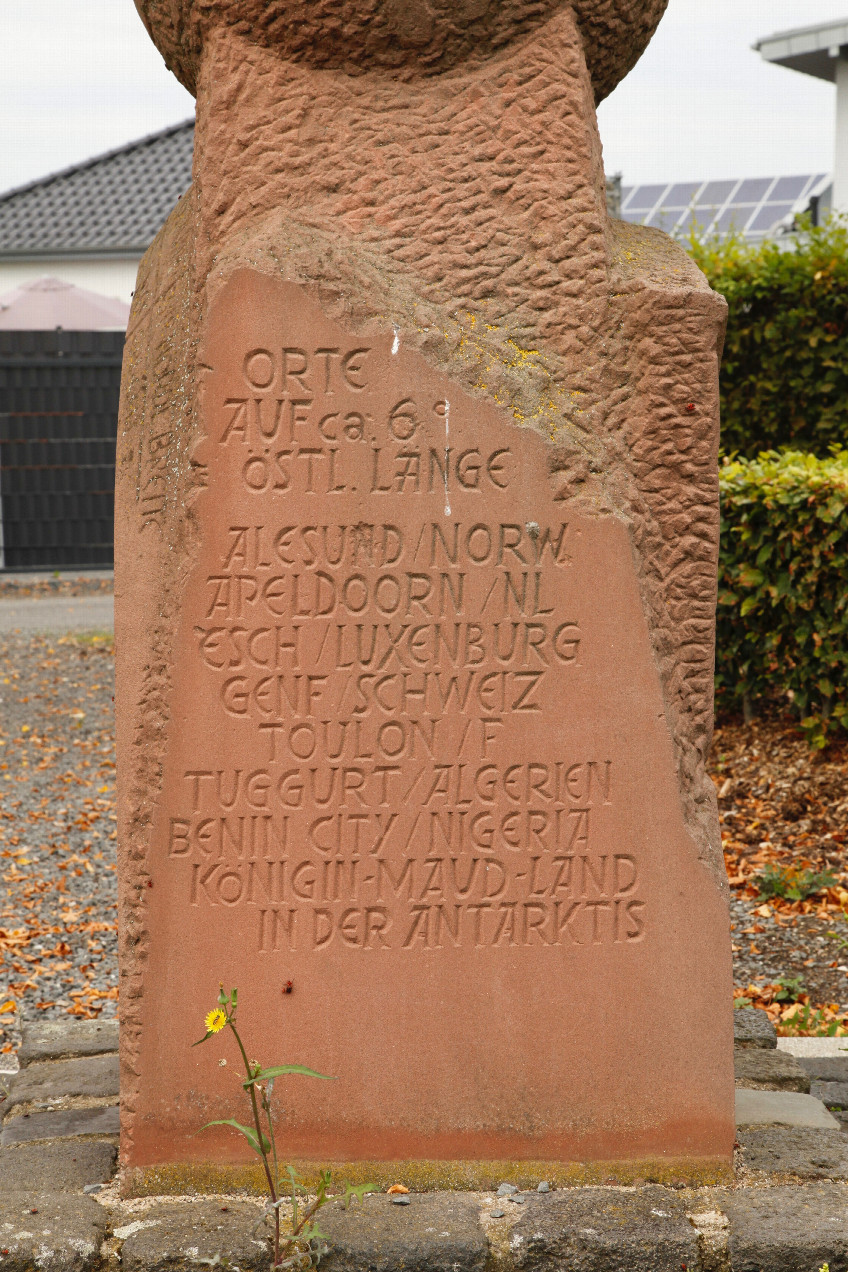 ORTE
AUF ca. 6°
ÖSTL. LÄNGE
ALESUND/NORW.
APELDOORN/NL
ESCH/LUXENBURG
GENF/SCHWEIZ
TOULON/F
TUGGURT/ALGERIEN
BENIN CITY/NIGERIA
KÖNIGIN-MAUD-LAND
IN DER ANTARKTIS